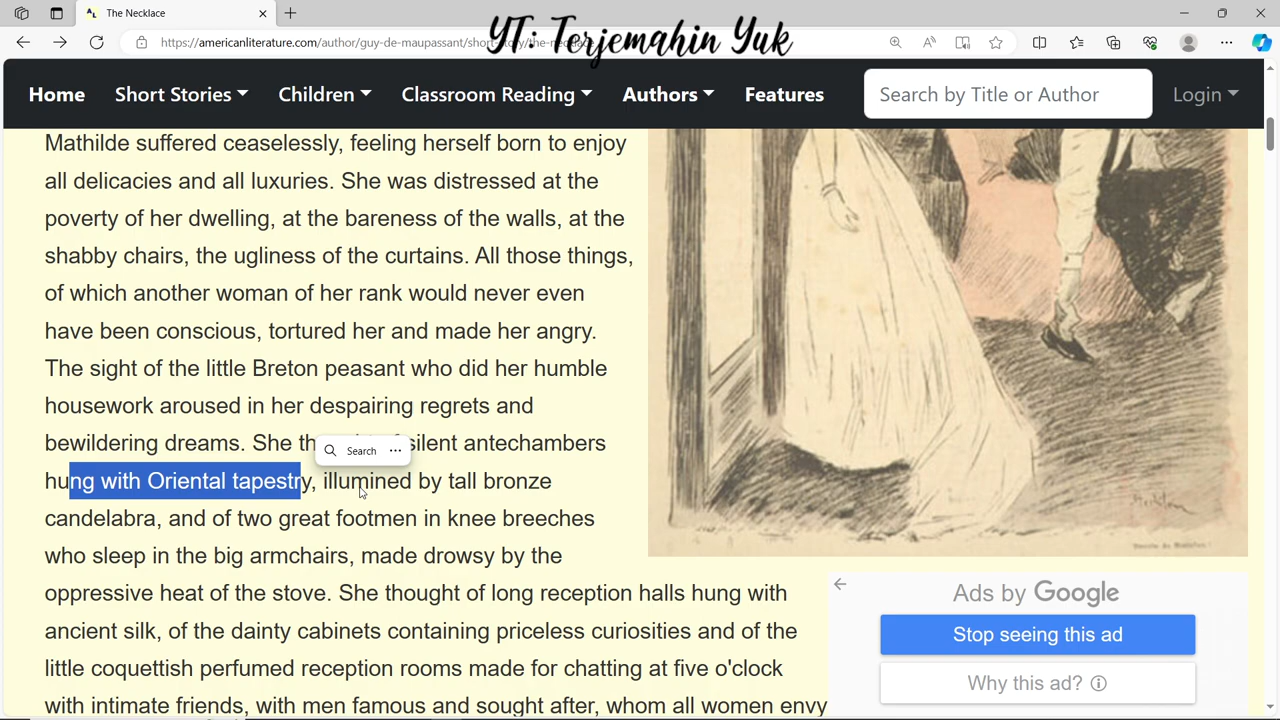 The Necklace
YT: Terjemahin Yuk
https://americanliterature.com/author/guy-de-maupassant/short-story/the-necklace
Home Short Stories Children Classroom Reading Authors Features Search by Title or Author Login
Mathilde suffered ceaselessly, feeling herself born to enjoy
all delicacies and all luxuries. She was distressed at the
poverty of her dwelling, at the bareness of the walls, at the
shabby chairs, the ugliness of the curtains. All those things,
of which another woman of her rank would never even
have been conscious, tortured her and made her angry.
The sight of the little Breton peasant who did her humble
housework aroused in her despairing regrets and
bewildering dreams. She silent antechambers
Search
hung with Oriental tapestry, illumined by tall bronze
candelabra, and of two great footmen in knee breeches
who sleep in the big armchairs, made drowsy by the
oppressive heat of the stove. She thought of long reception halls hung with
ancient silk, of the dainty cabinets containing priceless curiosities and of the
little coquettish perfumed reception rooms made for chatting at five o'clock
with intimate friends, with men famous and sought after, whom all women envy
Ads by Google
Stop seeing this ad
Why this ad?